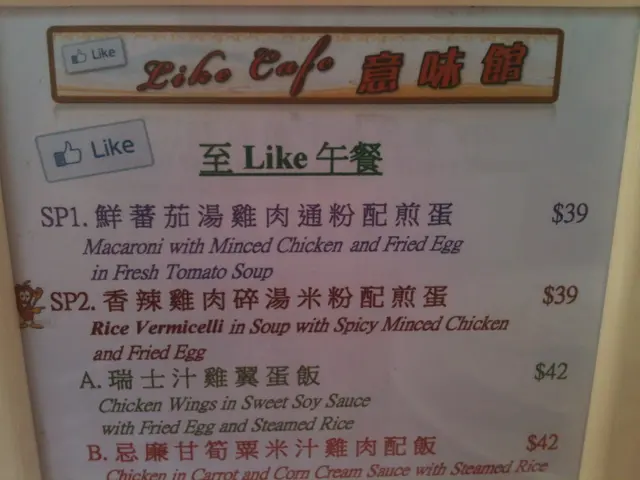 Like Like Cafe 意味館
Like
至 Like 午餐
SP1. 鮮蕃茄湯雞肉通粉配煎蛋 $39
Macaroni with Minced Chicken and Fried Egg
in Fresh Tomato Soup
SP2. 香辣雞肉碎湯米粉配煎蛋 $39
Rice Vermicelli in Soup with Spicy Minced Chicken
and Fried Egg
A. 瑞士汁雞翼蛋飯 $42
Chicken Wings in Sweet Soy Sauce
with Fried Egg and Steamed Rice
B. 忌廉甘筍粟米汁雞肉配飯 $42
Chicken in Carrot and Corn Cream Sauce with Steamed Rice